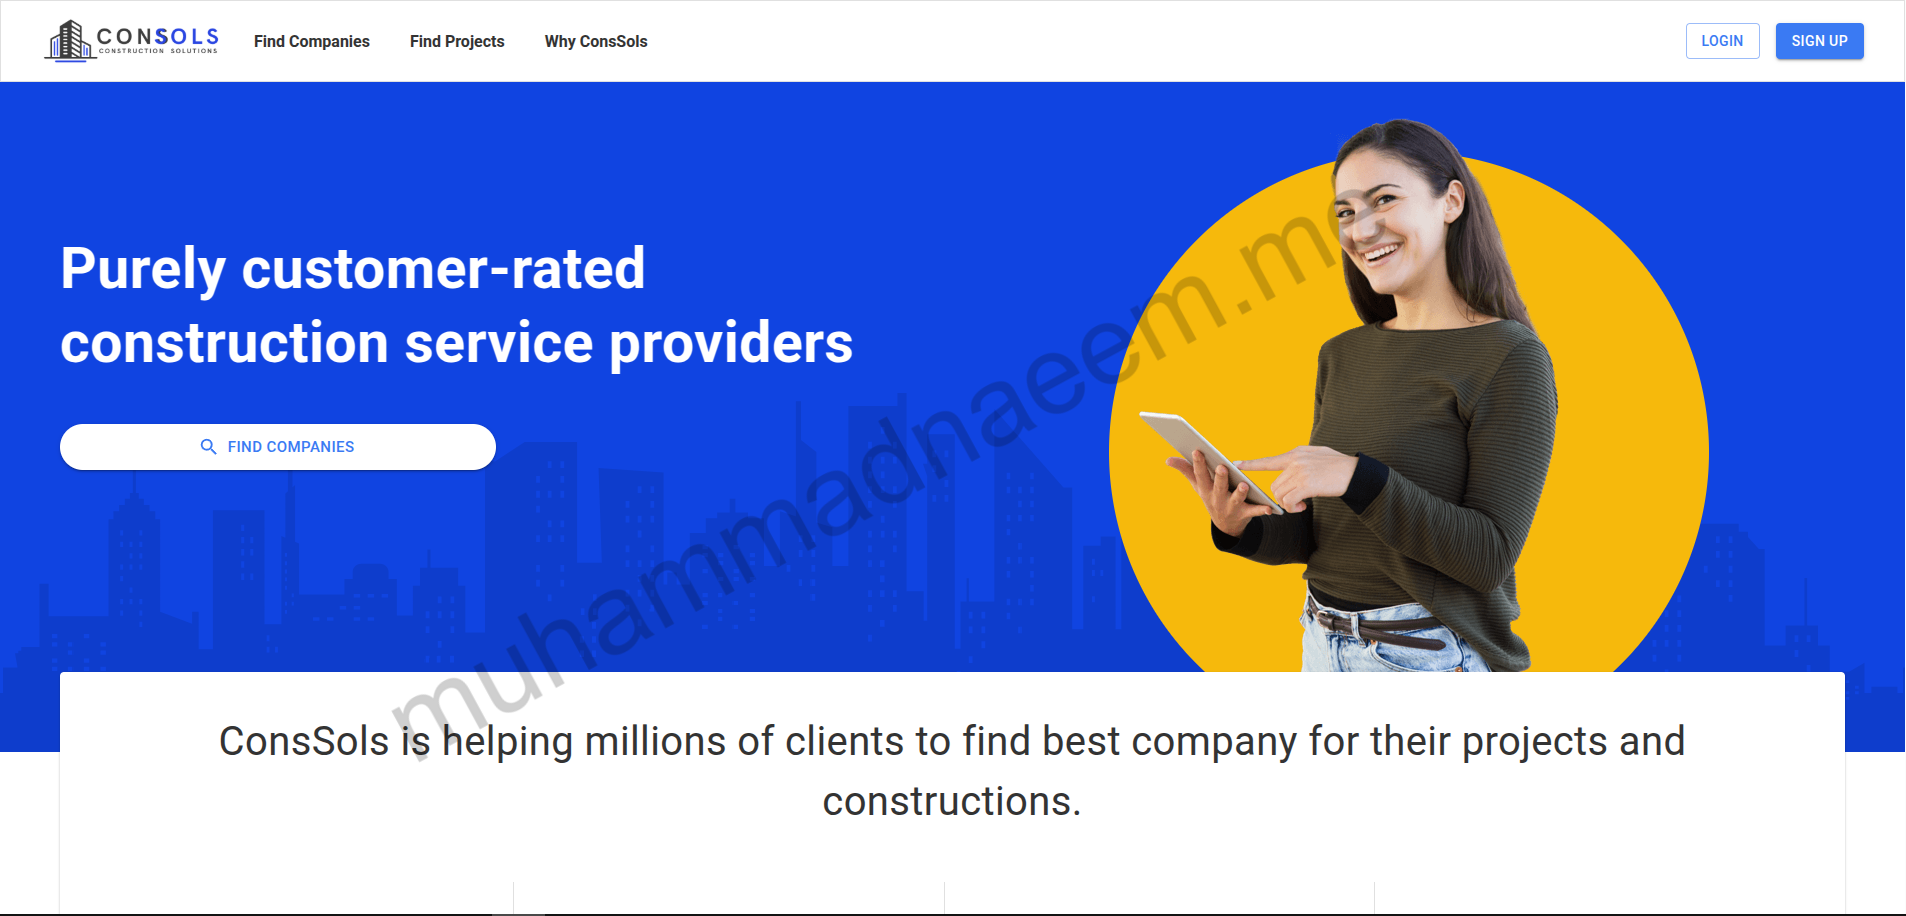 CONSSOLS
CONSTRUCTION SOLUTIONS
Find Companies
Find Projects
Why ConsSols
LOGIN
SIGN UP
Purely customer-rated
construction service providers
FIND COMPANIES
muhammadnaeem.me
ConsSols is helping millions of clients to find best company for their projects and
constructions.